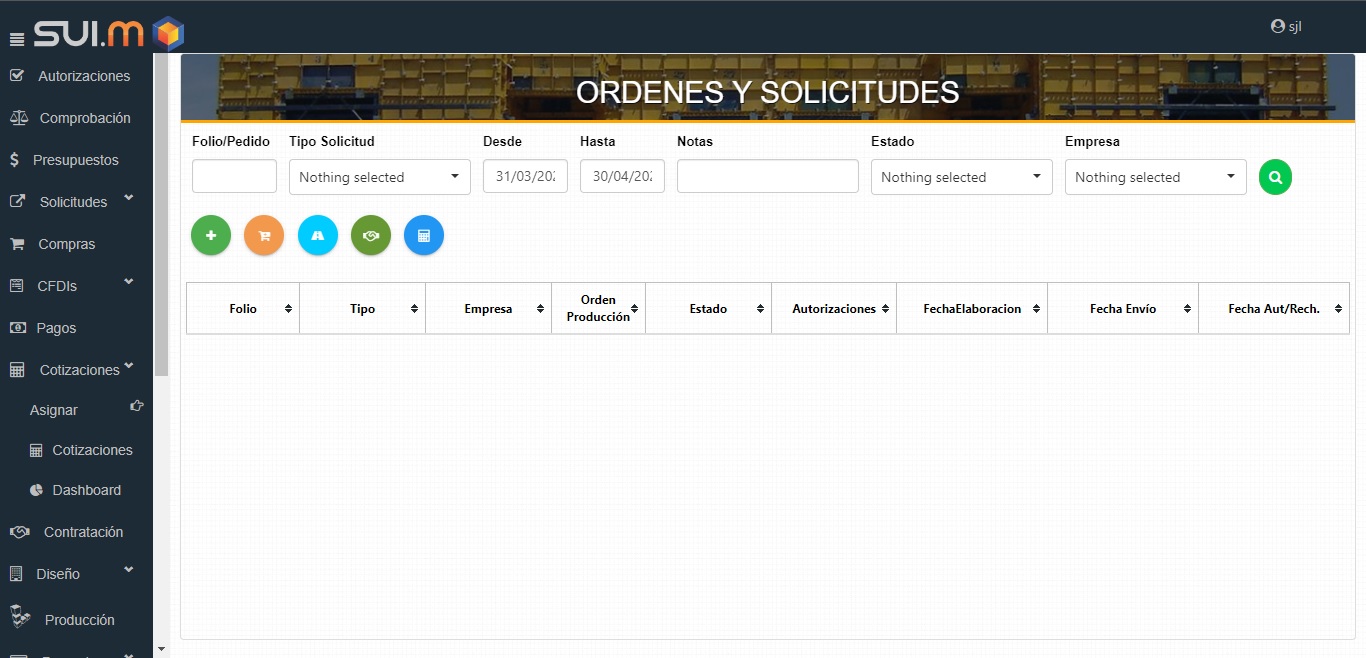 SUI.m
sjl
Autorizaciones
Comprobación
Presupuestos
Solicitudes
Compras
CFDIs
Pagos
Cotizaciones
Asignar
Cotizaciones
Dashboard
Contratación
Diseño
Producción
ORDENES Y SOLICITUDES
Folio/Pedido Tipo Solicitud Desde Hasta Notas Estado Empresa
Nothing selected 31/03/202 30/04/202 Nothing selected Nothing selected
Folio Tipo Empresa Orden Producción Estado Autorizaciones FechaElaboracion Fecha Envío Fecha Aut/Rech.